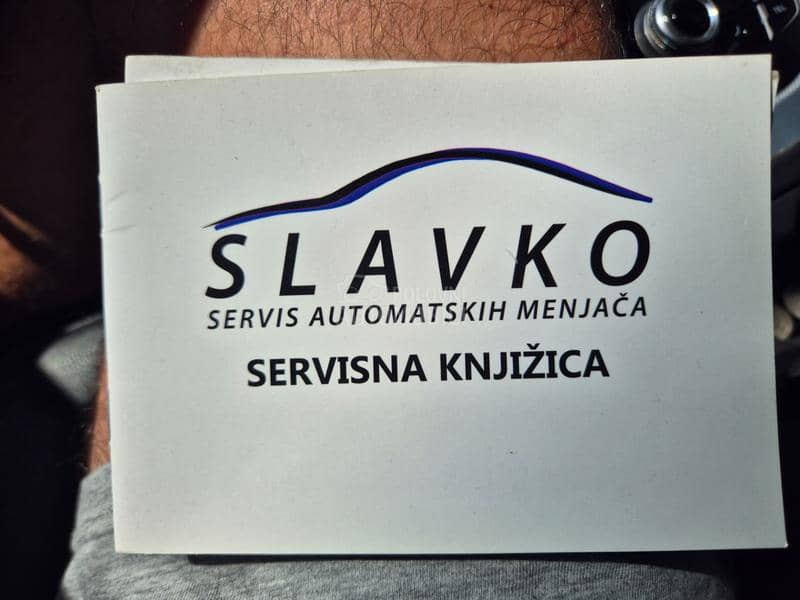 SLAVKO
SERVIS AUTOMATSKIH MENJAČA
SERVISNA KNJIŽICA